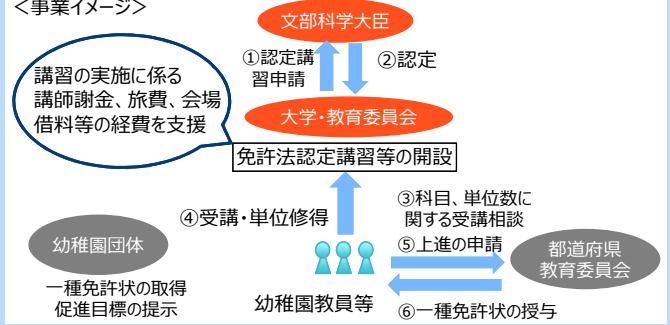 ＜事業イメージ＞
文部科学大臣
①認定講
習申請
②認定
講習の実施に係る
講師謝金、旅費、会場
借料等の経費を支援
大学・教育委員会
免許法認定講習等の開設
③科目、単位数に
関する受講相談
④受講・単位修得
⑤上進の申請
幼稚園団体
都道府県
教育委員会
一種免許状の取得
促進目標の提示
幼稚園教員等
⑥一種免許状の授与